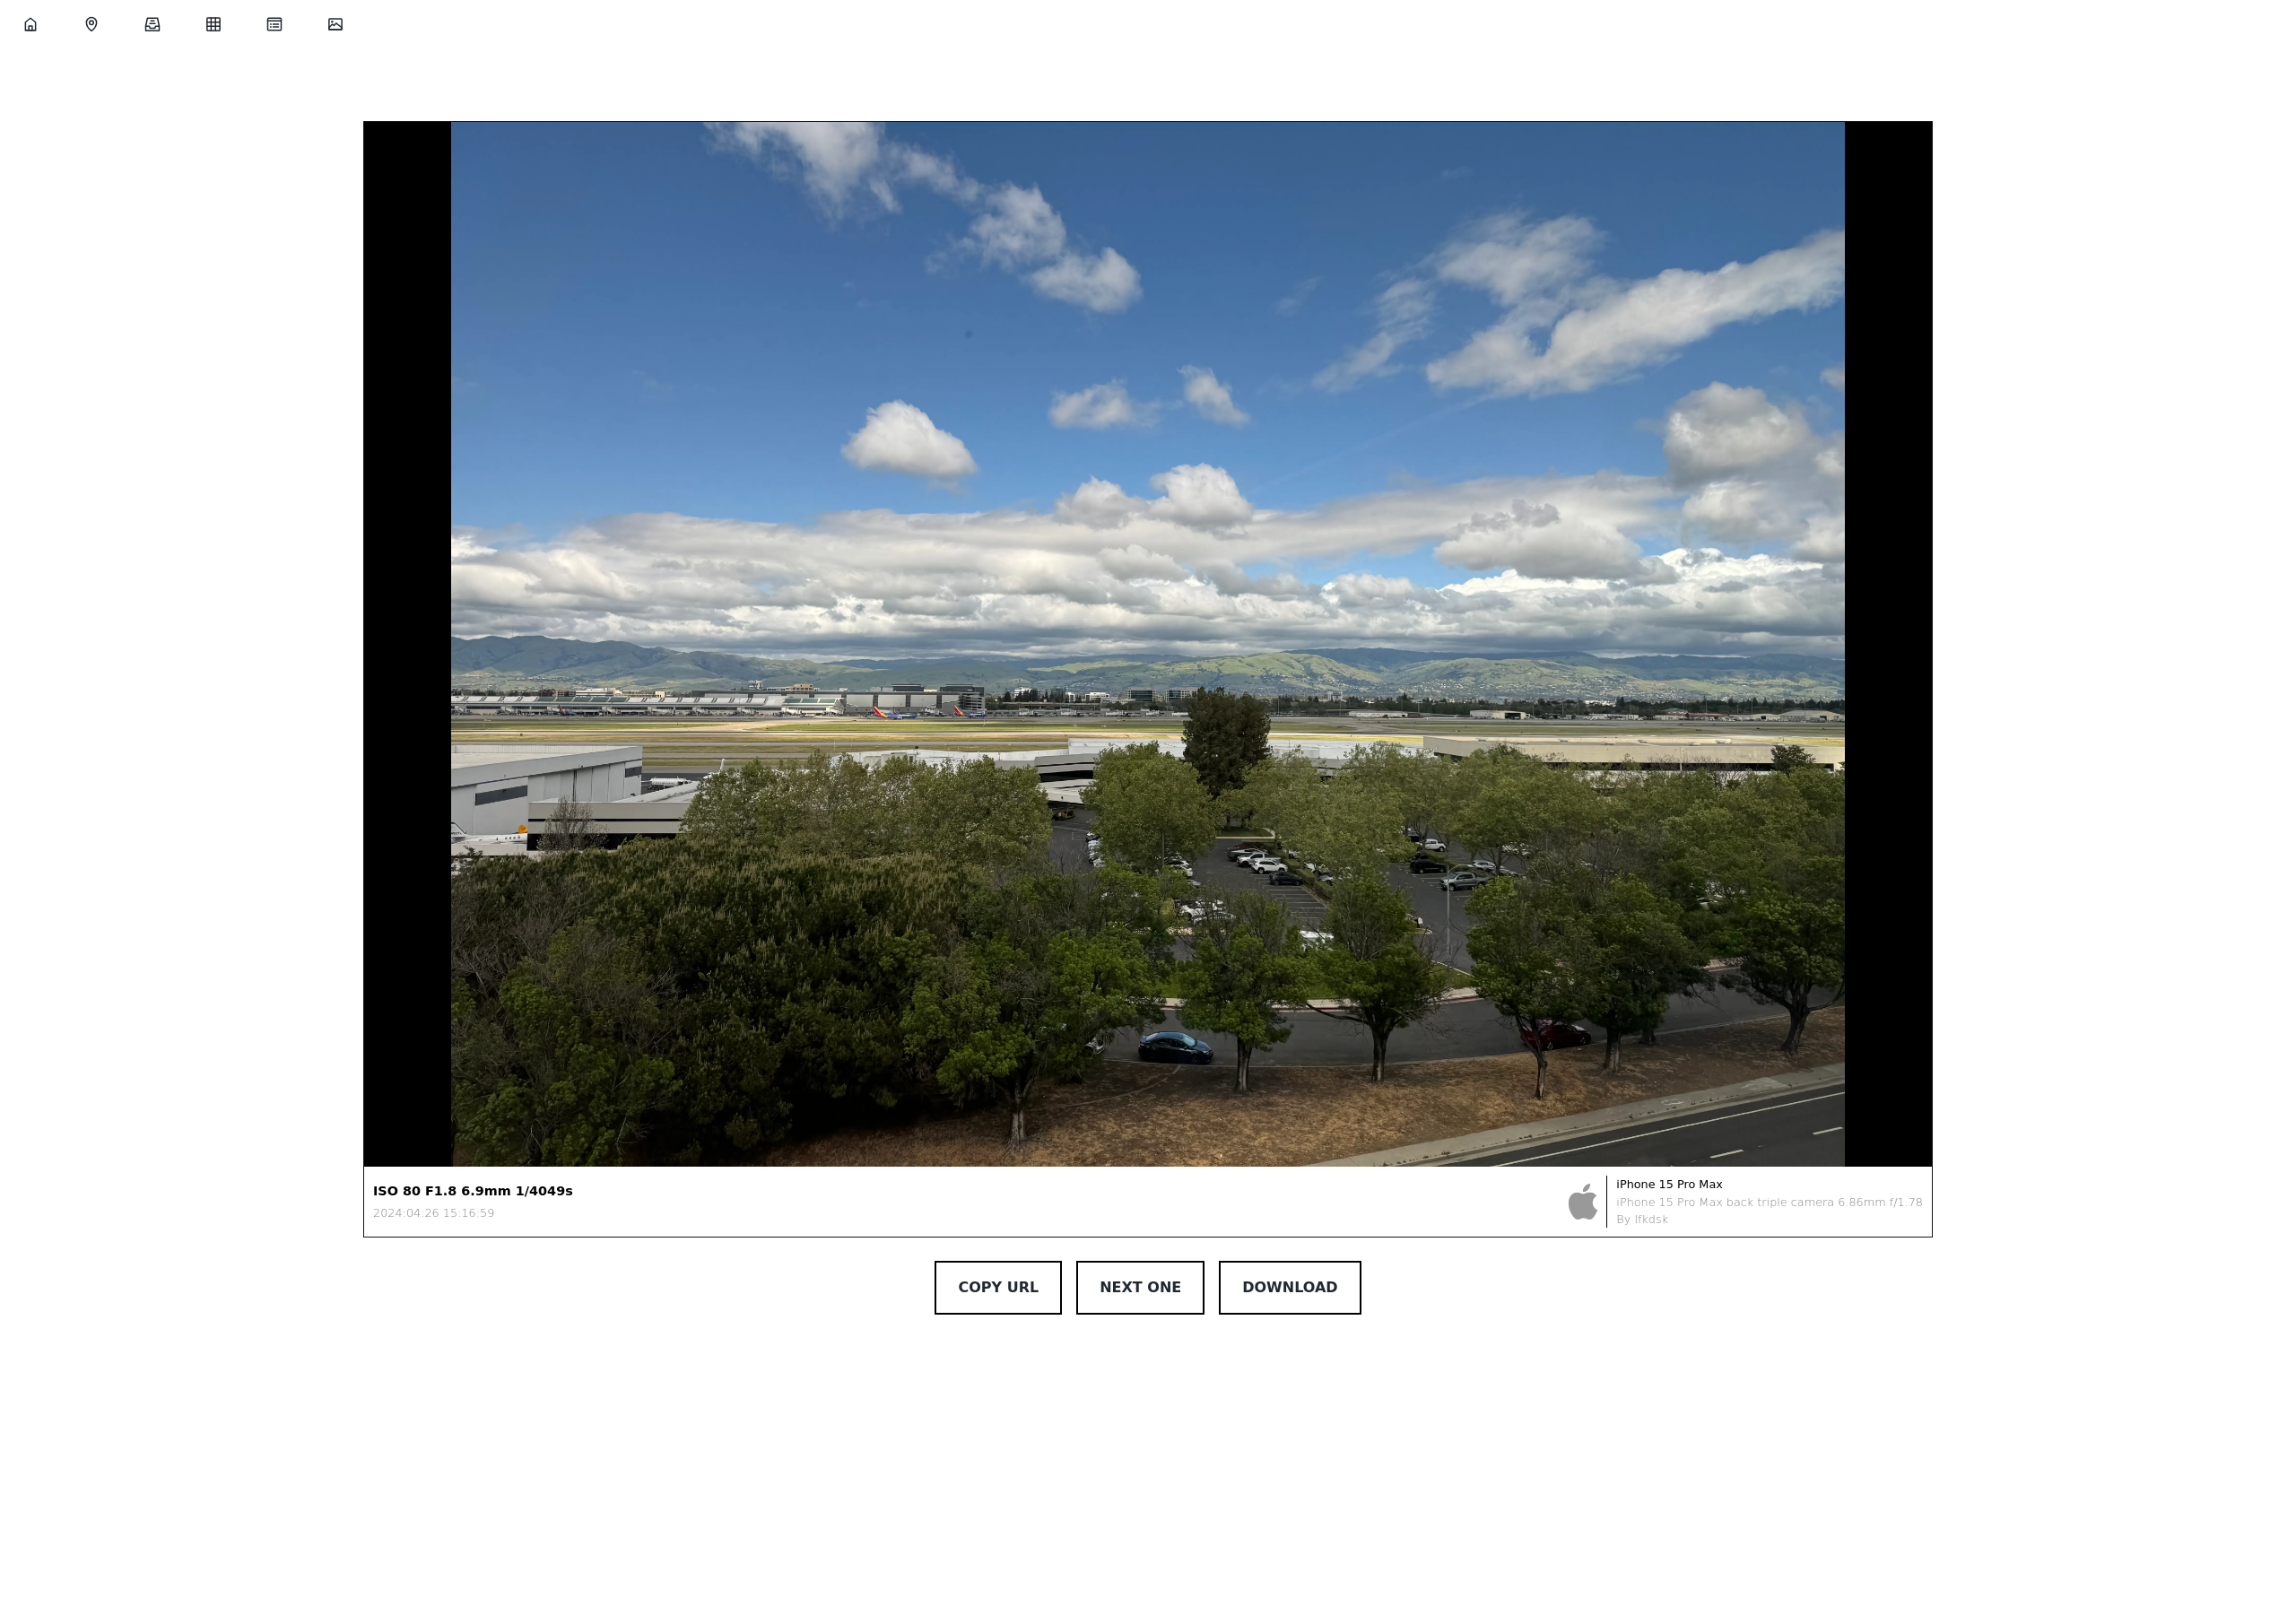 ISO 80 F1.8 6.9mm 1/4049s
2024:04:26 15:16:59
iPhone 15 Pro Max
iPhone 15 Pro Max back triple camera 6.86mm f/1.78
By lfkdsk
COPY URL
NEXT ONE
DOWNLOAD